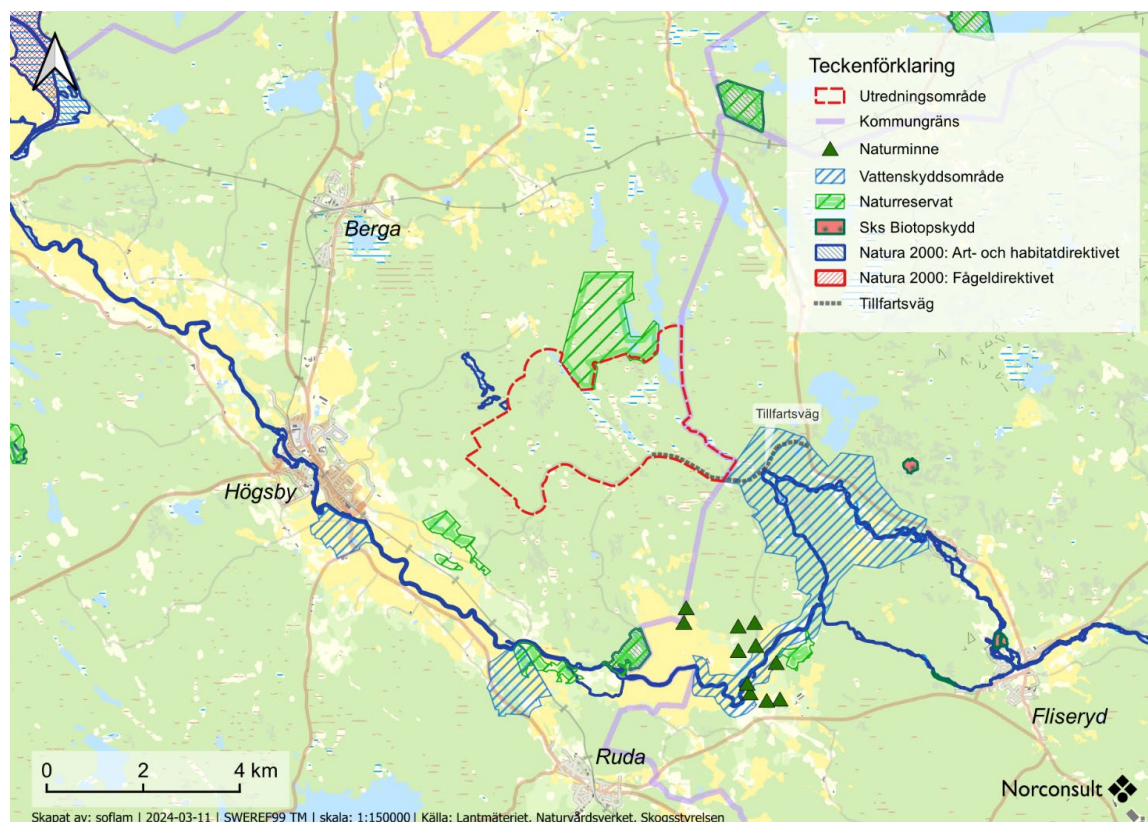 Teckenförklaring
Utredningsområde
Kommungräns
Naturminne
Vattenskyddsområde
Naturreservat
Sks Biotopskydd
Natura 2000: Art- och habitatdirektivet
Natura 2000: Fågeldirektivet
Tillfartsväg
Berga
Tillfartsväg
Högsby
Fliseryd
Ruda
0 2 4 km
Norconsult
Skapat av: soflam | 2024-03-11 | SWEREF99 TM | skala: 1:150000 | Källa: Lantmäteriet, Naturvårdsverket, Skogsstyrelsen